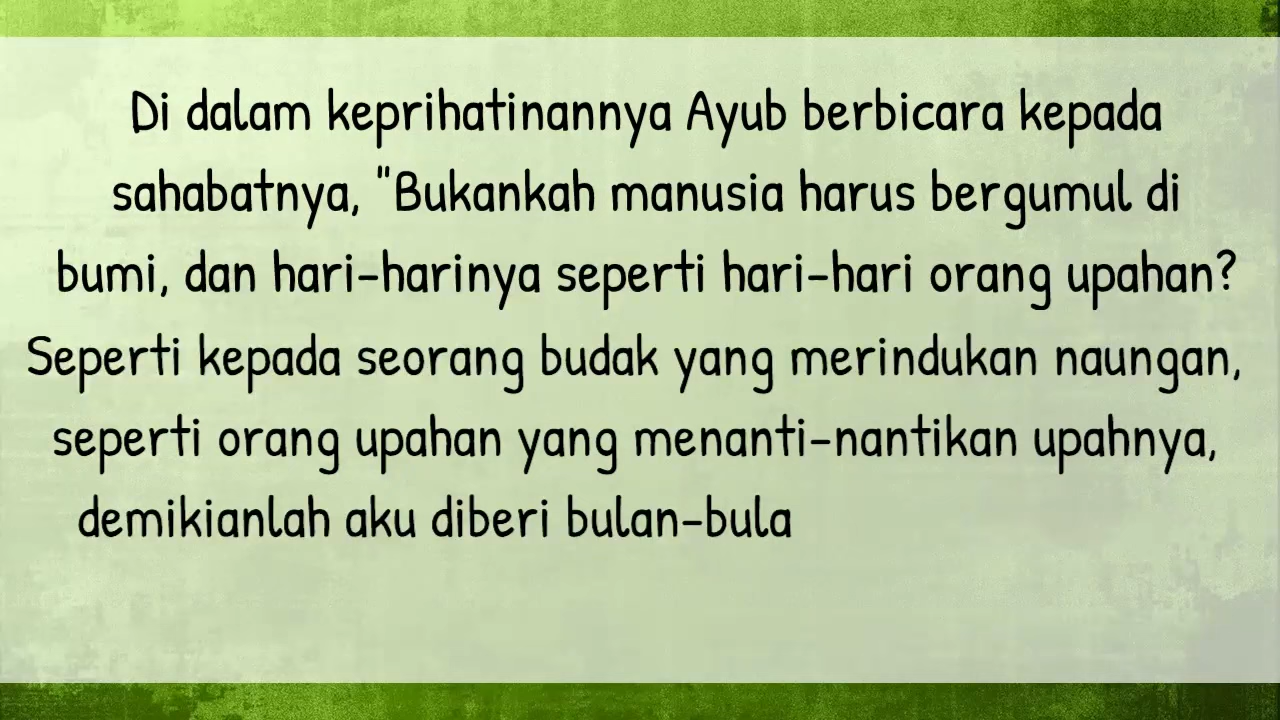 Di dalam keprihatinannya Ayub berbicara kepada
sahabatnya, "Bukankah manusia harus bergumul di
bumi, dan hari-harinya seperti hari-hari orang upahan?
Seperti kepada seorang budak yang merindukan naungan,
seperti orang upahan yang menanti-nantikan upahnya,
demikianlah aku diberi bulan-bula